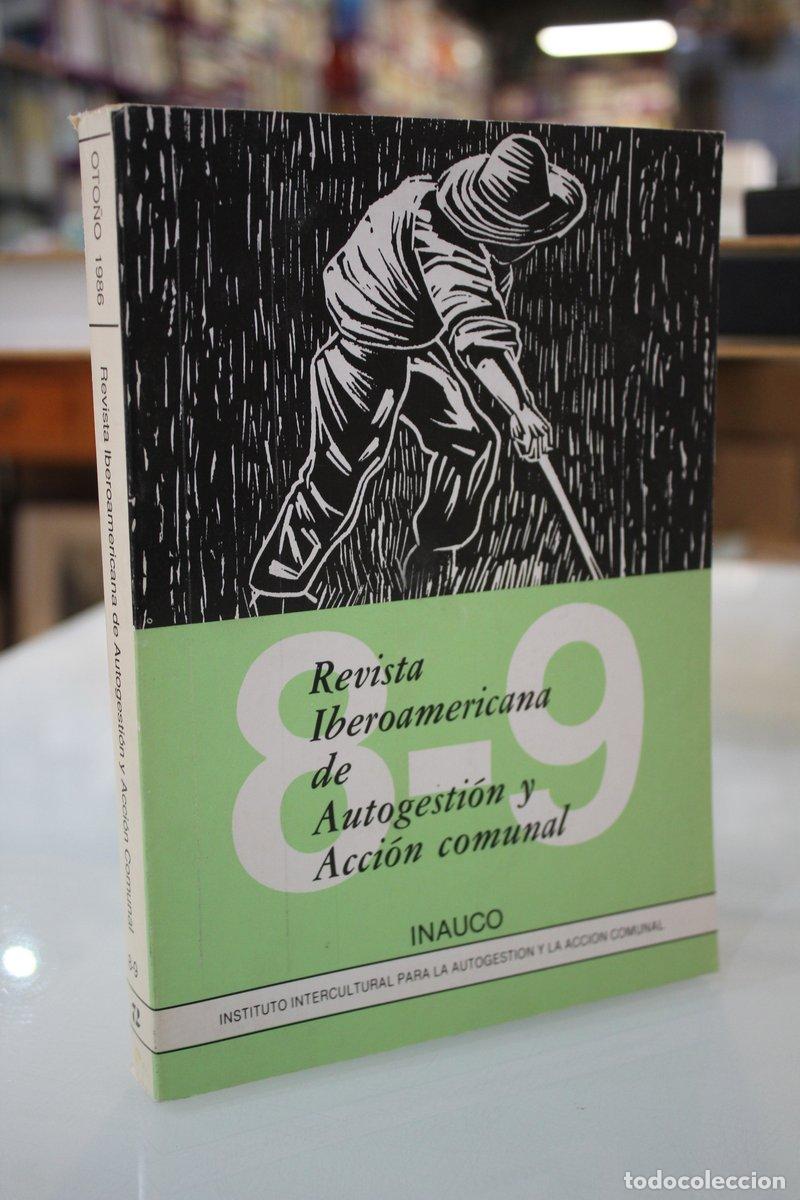 OTOÑO 1986
Revista Iberoamericana de Autogestión y Acción Comunal
8-9
Revista
Iberoamericana
de
Autogestión y
Acción comunal
INAUCO
INSTITUTO INTERCULTURAL PARA LA AUTOGESTION Y LA ACCION COMUNAL
todocoleccion